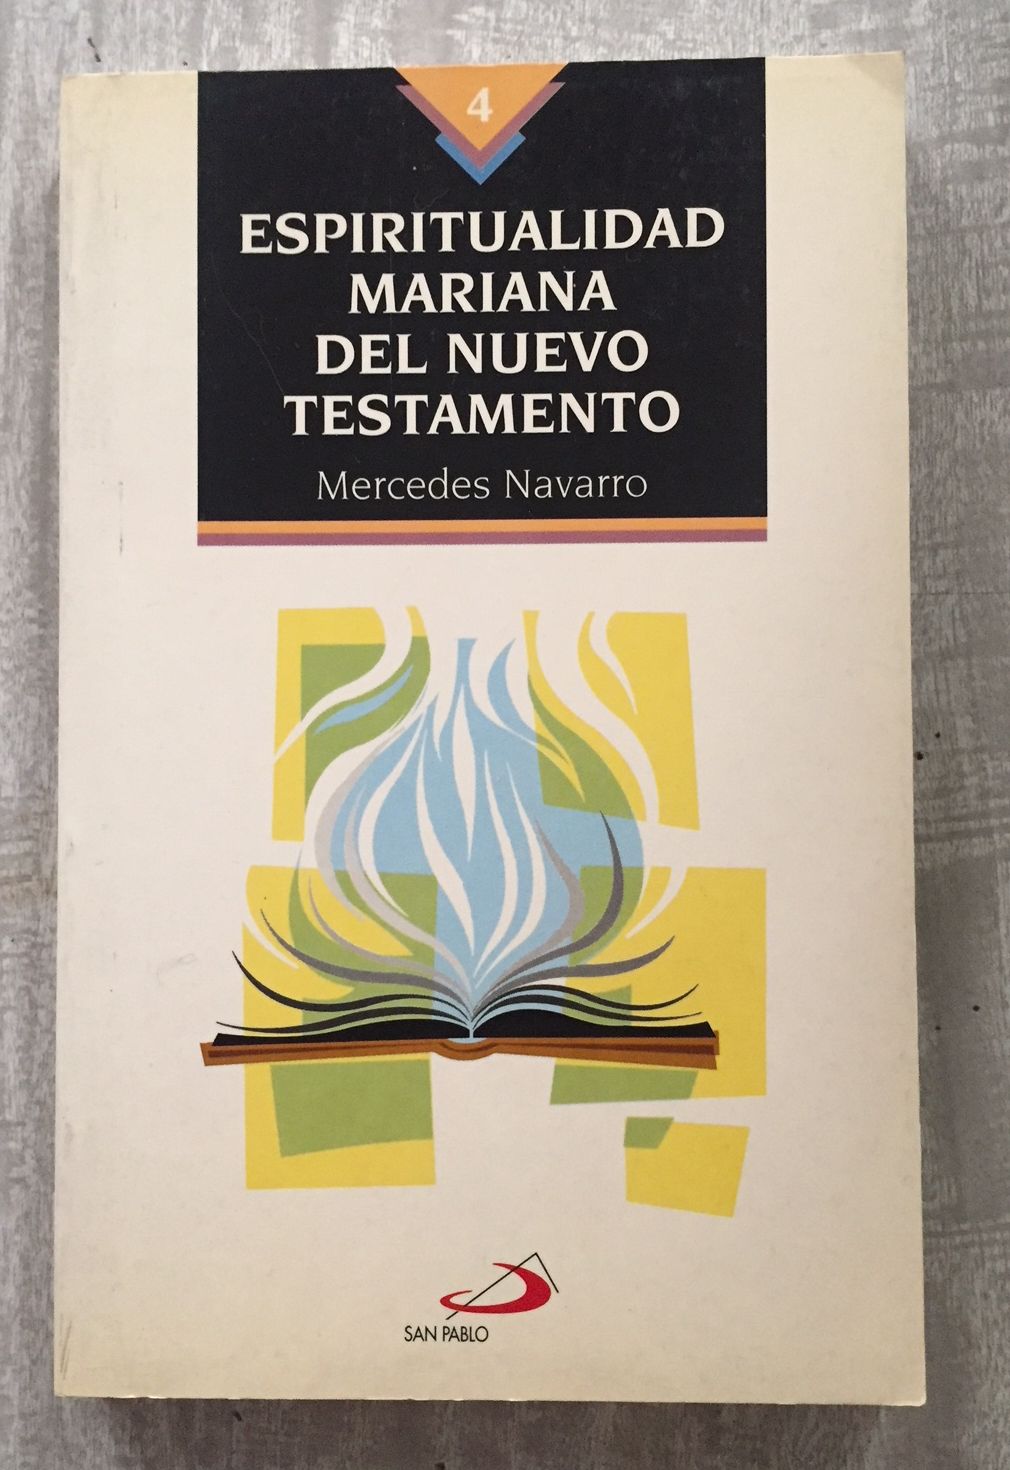 4
ESPIRITUALIDAD
MARIANA
DEL NUEVO
TESTAMENTO
Mercedes Navarro
SAN PABLO